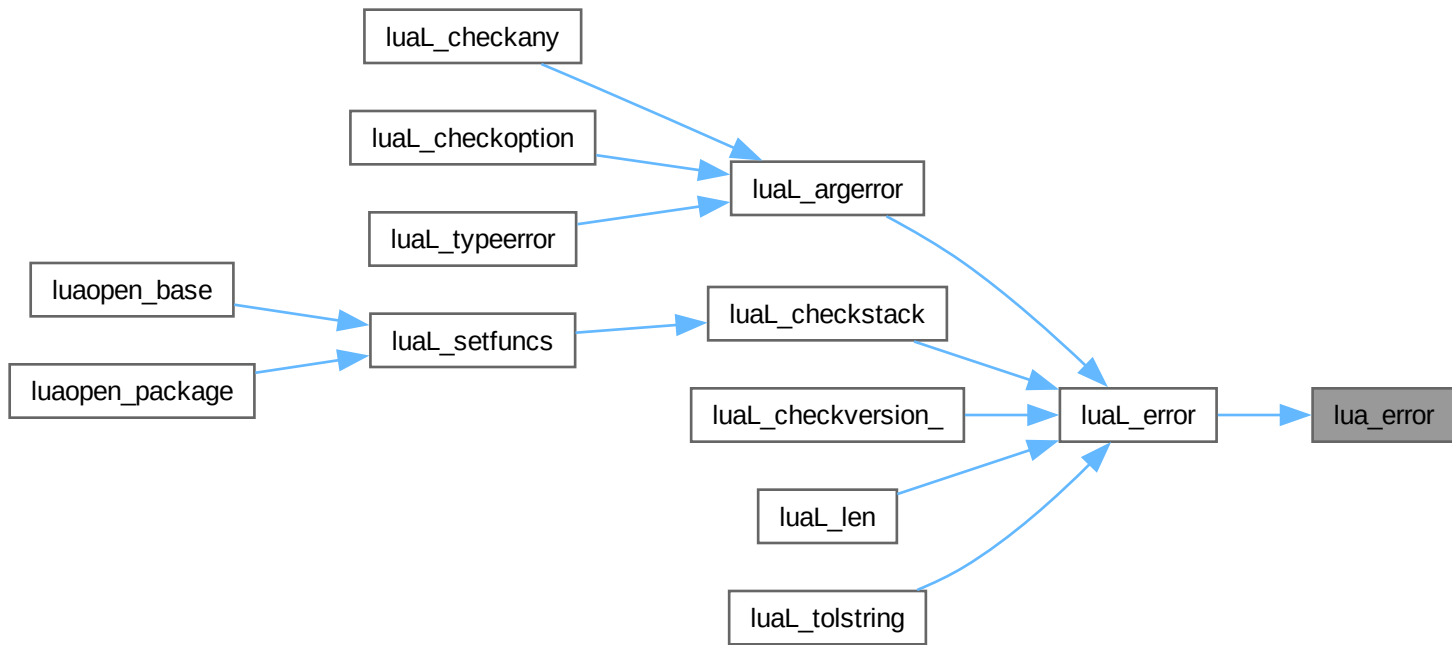 luaL_checkany
luaL_checkoption
luaL_argerror
luaL_typeerror
luaopen_base
luaL_checkstack
luaL_setfuncs
luaopen_package
luaL_checkversion_
luaL_error
lua_error
luaL_len
luaL_tolstring